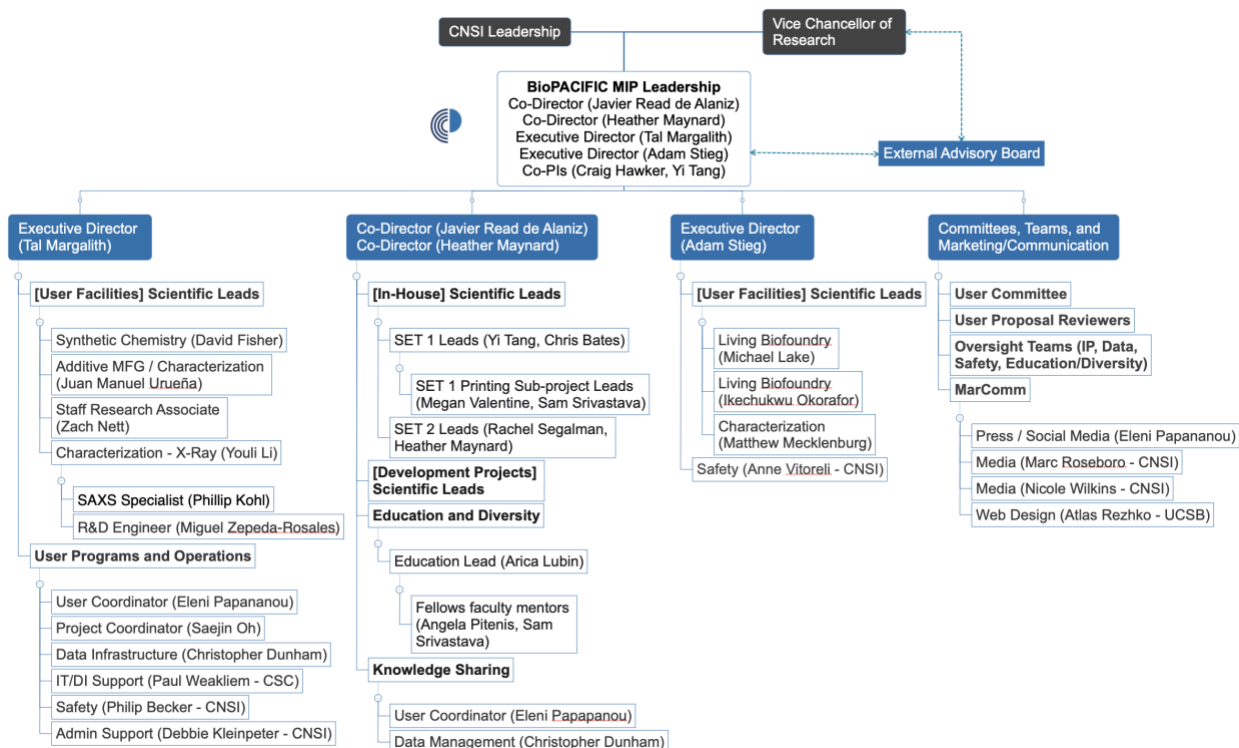 CNSI Leadership
Vice Chancellor of
Research
BioPACIFIC MIP Leadership
Co-Director (Javier Read de Alaniz)
Co-Director (Heather Maynard)
Executive Director (Tal Margalith)
Executive Director (Adam Stieg)
Co-PIs (Craig Hawker, Yi Tang)
External Advisory Board
Executive Director
(Tal Margalith)
[User Facilities] Scientific Leads
Synthetic Chemistry (David Fisher)
Additive MFG / Characterization
(Juan Manuel Urueña)
Staff Research Associate
(Zach Nett)
Characterization - X-Ray (Youli Li)
SAXS Specialist (Phillip Kohl)
R&D Engineer (Miguel Zepeda-Rosales)
User Programs and Operations
User Coordinator (Eleni Papananou)
Project Coordinator (Saejin Oh)
Data Infrastructure (Christopher Dunham)
IT/DI Support (Paul Weakliem - CSC)
Safety (Philip Becker - CNSI)
Admin Support (Debbie Kleinpeter - CNSI)
Co-Director (Javier Read de Alaniz)
Co-Director (Heather Maynard)
[In-House] Scientific Leads
SET 1 Leads (Yi Tang, Chris Bates)
SET 1 Printing Sub-project Leads
(Megan Valentine, Sam Srivastava)
SET 2 Leads (Rachel Segalman,
Heather Maynard)
[Development Projects]
Scientific Leads
Education and Diversity
Education Lead (Arica Lubin)
Fellows faculty mentors
(Angela Pitenis, Sam
Srivastava)
Knowledge Sharing
User Coordinator (Eleni Papapanou)
Data Management (Christopher Dunham)
Executive Director
(Adam Stieg)
[User Facilities] Scientific Leads
Living Biofoundry
(Michael Lake)
Living Biofoundry
(Ikechukwu Okorafor)
Characterization
(Matthew Mecklenburg)
Safety (Anne Vitoreli - CNSI)
Committees, Teams, and
Marketing/Communication
User Committee
User Proposal Reviewers
Oversight Teams (IP, Data,
Safety, Education/Diversity)
MarComm
Press / Social Media (Eleni Papananou)
Media (Marc Roseboro - CNSI)
Media (Nicole Wilkins - CNSI)
Web Design (Atlas Rezhko - UCSB)